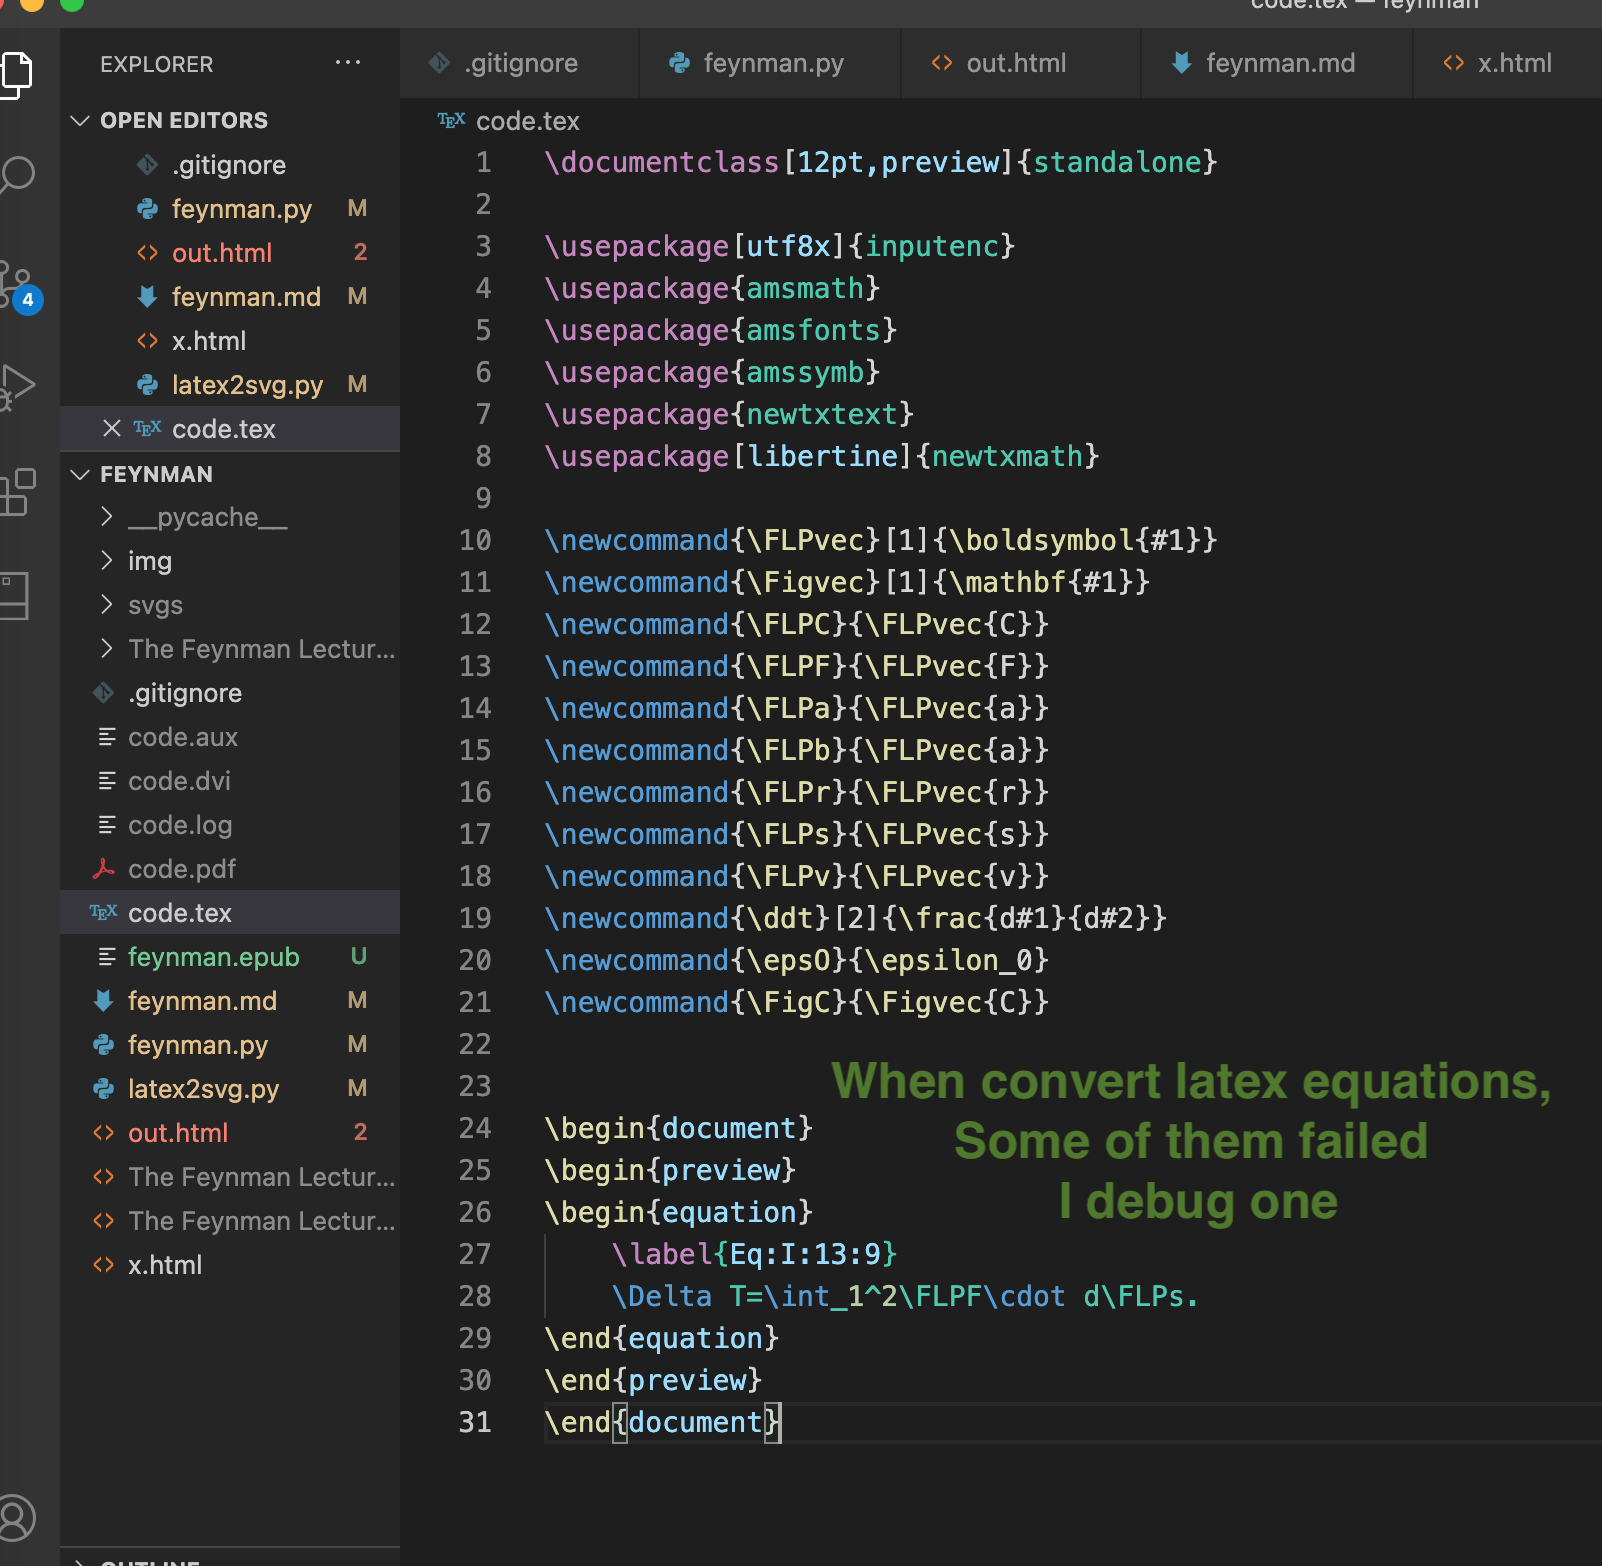 code.tex — feynman
EXPLORER ...
.gitignore
feynman.py
out.html
feynman.md
x.html
OPEN EDITORS
.gitignore
feynman.py M
out.html 2
feynman.md M
x.html
latex2svg.py M
TEX code.tex
4
FEYNMAN
__pycache__
img
svgs
The Feynman Lectur...
.gitignore
code.aux
code.dvi
code.log
code.pdf
TEX code.tex
feynman.epub U
feynman.md M
feynman.py M
latex2svg.py M
out.html 2
The Feynman Lectur...
The Feynman Lectur...
x.html
OUTLINE
TEX code.tex
1 \documentclass[12pt,preview]{standalone}
2
3 \usepackage[utf8x]{inputenc}
4 \usepackage{amsmath}
5 \usepackage{amsfonts}
6 \usepackage{amssymb}
7 \usepackage{newtxtext}
8 \usepackage[libertine]{newtxmath}
9
10 \newcommand{\FLPvec}[1]{\boldsymbol{#1}}
11 \newcommand{\Figvec}[1]{\mathbf{#1}}
12 \newcommand{\FLPC}{\FLPvec{C}}
13 \newcommand{\FLPF}{\FLPvec{F}}
14 \newcommand{\FLPa}{\FLPvec{a}}
15 \newcommand{\FLPb}{\FLPvec{a}}
16 \newcommand{\FLPr}{\FLPvec{r}}
17 \newcommand{\FLPs}{\FLPvec{s}}
18 \newcommand{\FLPv}{\FLPvec{v}}
19 \newcommand{\ddt}[2]{\frac{d#1}{d#2}}
20 \newcommand{\epsO}{\epsilon_0}
21 \newcommand{\FigC}{\Figvec{C}}
22
23
24 \begin{document}
25 \begin{preview}
26 \begin{equation}
27 \label{Eq:I:13:9}
28 \Delta T=\int_1^2\FLPF\cdot d\FLPs.
29 \end{equation}
30 \end{preview}
31 \end{document}
When convert latex equations,
Some of them failed
I debug one